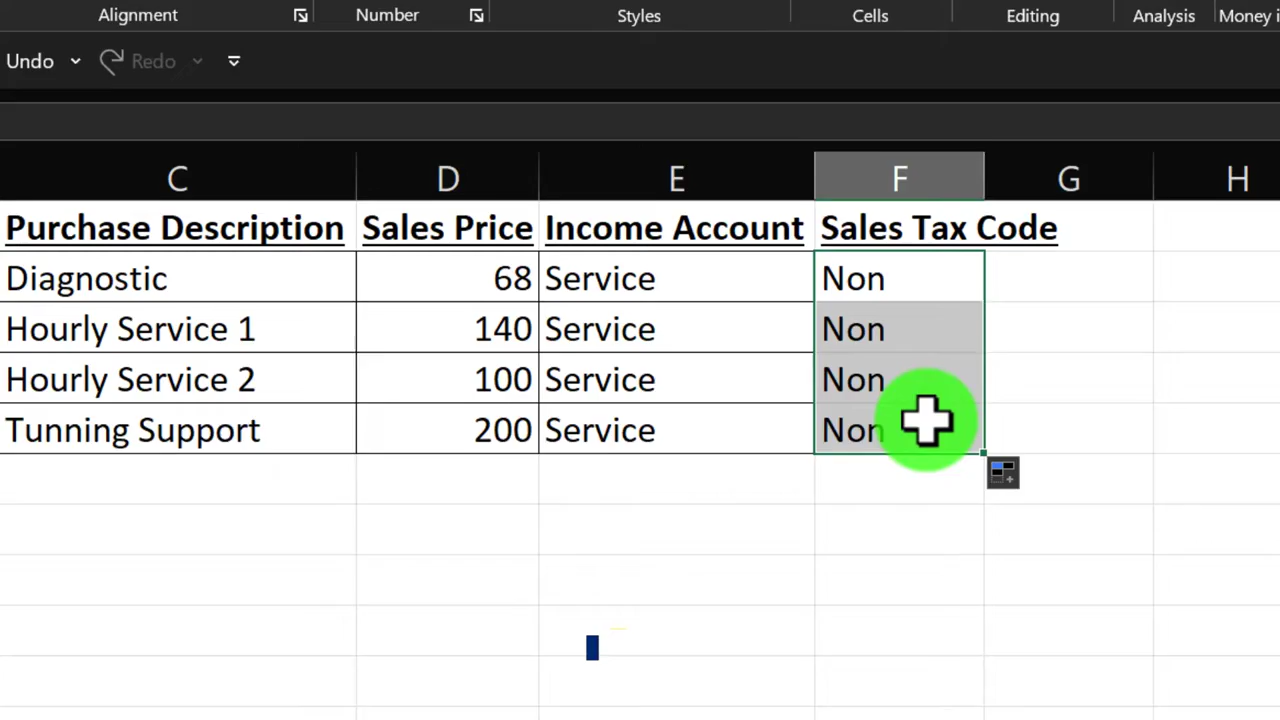 Alignment Number Styles Cells Editing Analysis Money i
Undo Redo
C D E F G H
Purchase Description Sales Price Income Account Sales Tax Code
Diagnostic 68 Service Non
Hourly Service 1 140 Service Non
Hourly Service 2 100 Service Non
Tunning Support 200 Service Non